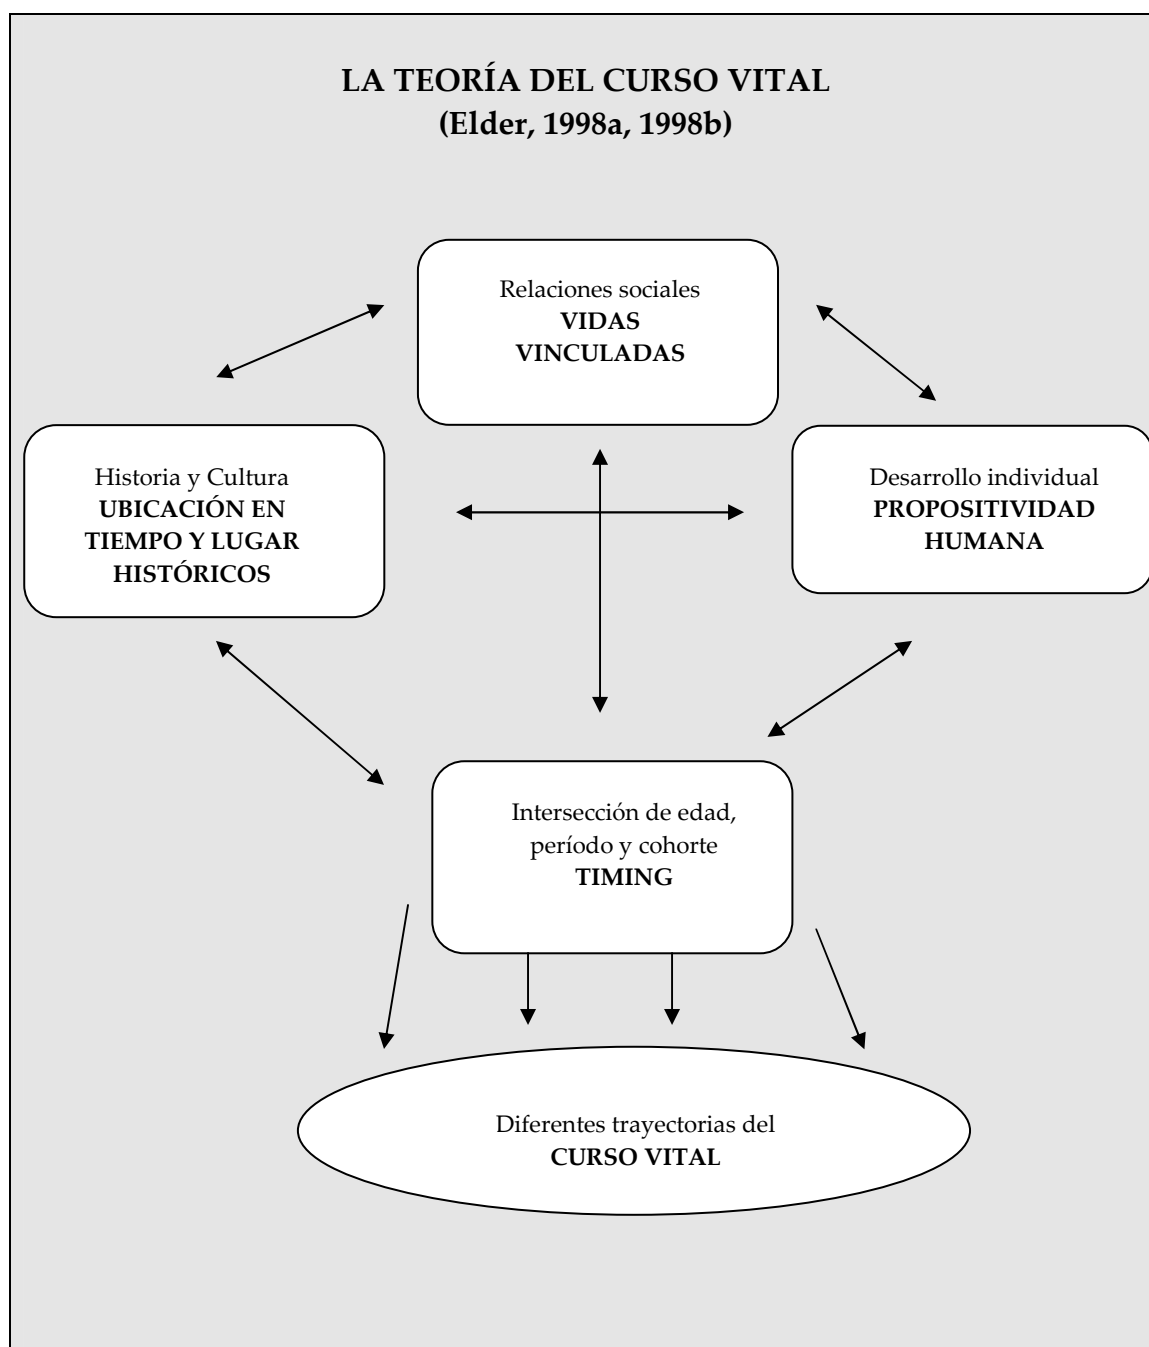 LA TEORÍA DEL CURSO VITAL
(Elder, 1998a, 1998b)
Relaciones sociales
VIDAS
VINCULADAS
Historia y Cultura
UBICACIÓN EN
TIEMPO Y LUGAR
HISTÓRICOS
Desarrollo individual
PROPOSITIVIDAD
HUMANA
Intersección de edad,
período y cohorte
TIMING
Diferentes trayectorias del
CURSO VITAL